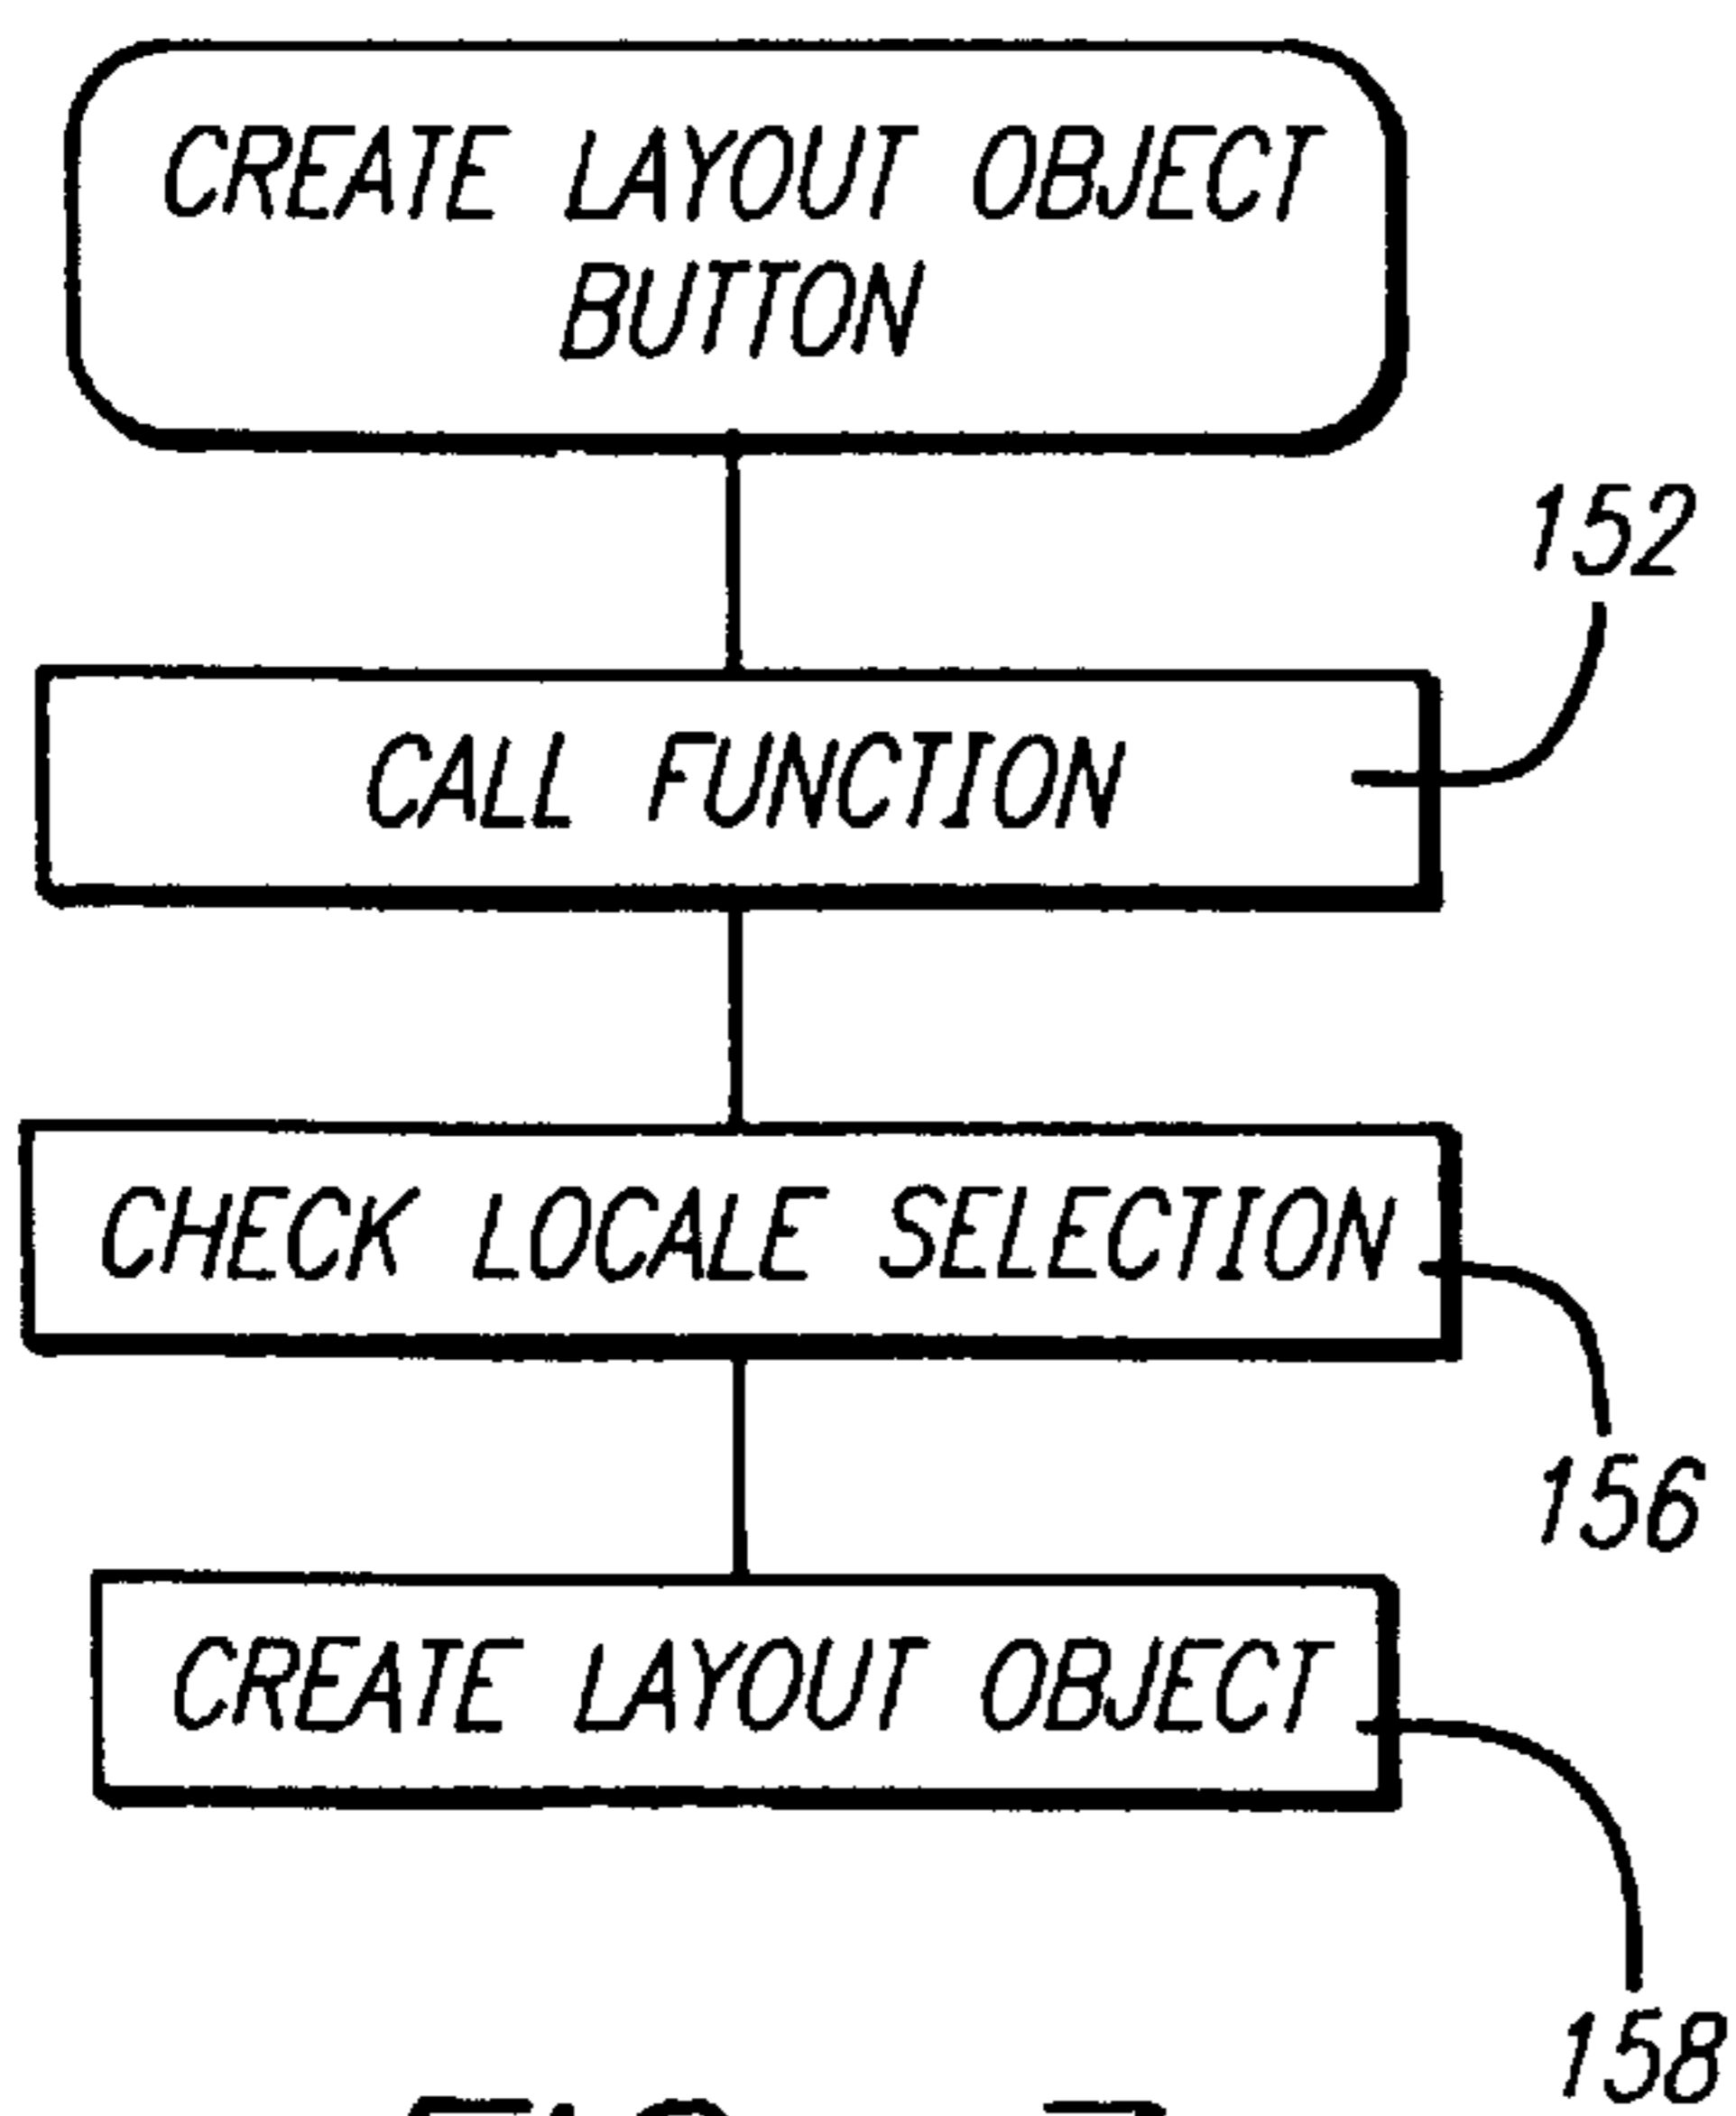 CREATE LAYOUT OBJECT
BUTTON
152
CALL FUNCTION
CHECK LOCALE SELECTION
156
CREATE LAYOUT OBJECT
158